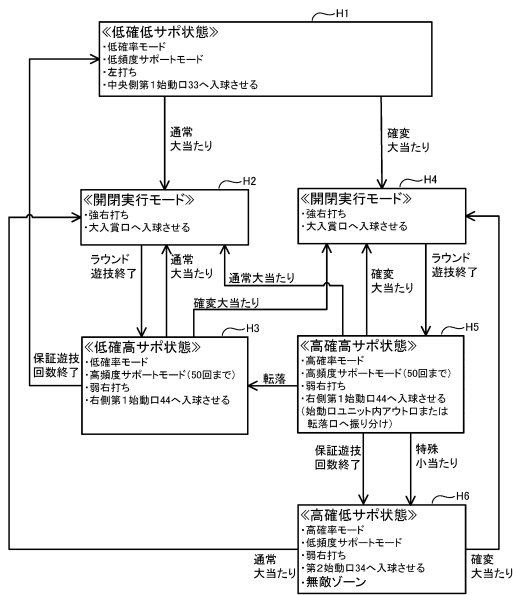 H1
≪低確低サポ状態≫
・低確率モード
・低頻度サポートモード
・左打ち
・中央側第1始動口33へ入球させる
通常
大当たり
確変
大当たり
H2
≪開閉実行モード≫
・強右打ち
・大入賞口へ入球させる
H4
≪開閉実行モード≫
・強右打ち
・大入賞口へ入球させる
ラウンド
遊技終了
通常
大当たり
通常大当たり
確変
大当たり
ラウンド
遊技終了
確変大当たり
H3
≪低確高サポ状態≫
・低確率モード
・高頻度サポートモード(50回まで)
・弱右打ち
・右側第1始動口44へ入球させる
保証遊技
回数終了
転落
H5
≪高確高サポ状態≫
・高確率モード
・高頻度サポートモード(50回まで)
・弱右打ち
・右側第1始動口44へ入球させる
(始動口ユニット内アウト口または
転落口へ振り分け)
保証遊技
回数終了
特殊
小当たり
H6
≪高確低サポ状態≫
・高確率モード
・低頻度サポートモード
・弱右打ち
・第2始動口34へ入球させる
・無敵ゾーン
通常
大当たり
確変
大当たり